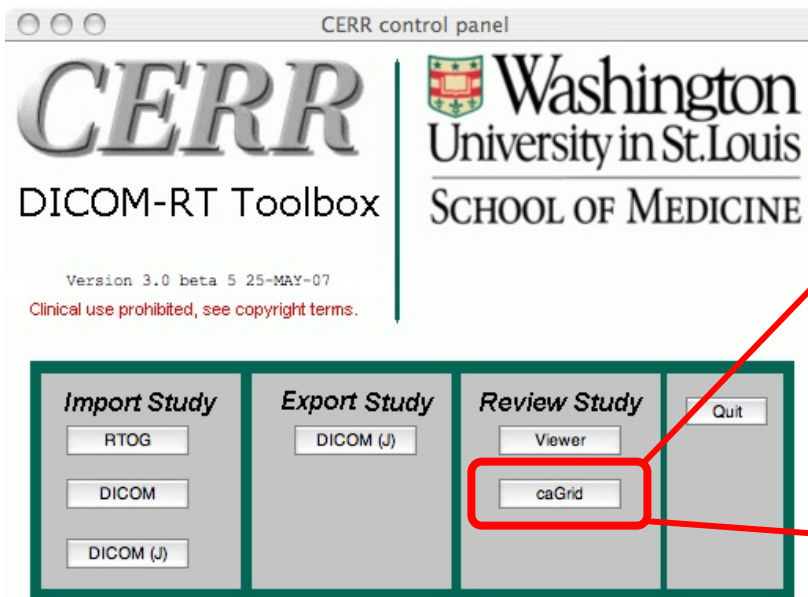 CERR control panel
CERR
DICOM-RT Toolbox
Version 3.0 beta 5 25-MAY-07
Clinical use prohibited, see copyright terms.
Washington
University in St. Louis
SCHOOL OF MEDICINE
Import Study
RTOG
DICOM
DICOM (J)
Export Study
DICOM (J)
Review Study
Viewer
caGrid
Quit